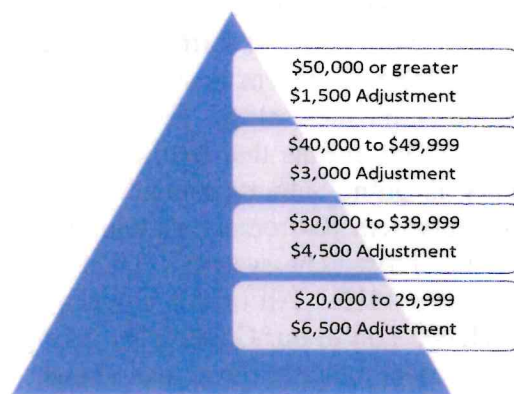 $50,000 or greater
$1,500 Adjustment
$40,000 to $49,999
$3,000 Adjustment
$30,000 to $39,999
$4,500 Adjustment
$20,000 to 29,999
$6,500 Adjustment